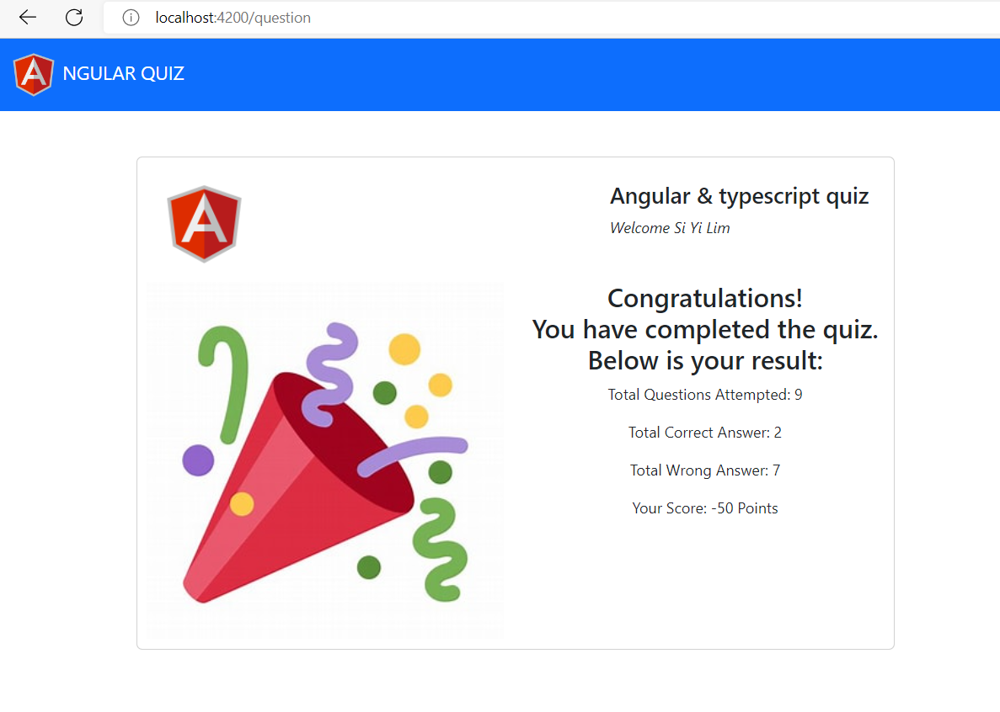 localhost:4200/question
NGULAR QUIZ
Angular & typescript quiz
Welcome Si Yi Lim
Congratulations!
You have completed the quiz.
Below is your result:
Total Questions Attempted: 9
Total Correct Answer: 2
Total Wrong Answer: 7
Your Score: -50 Points